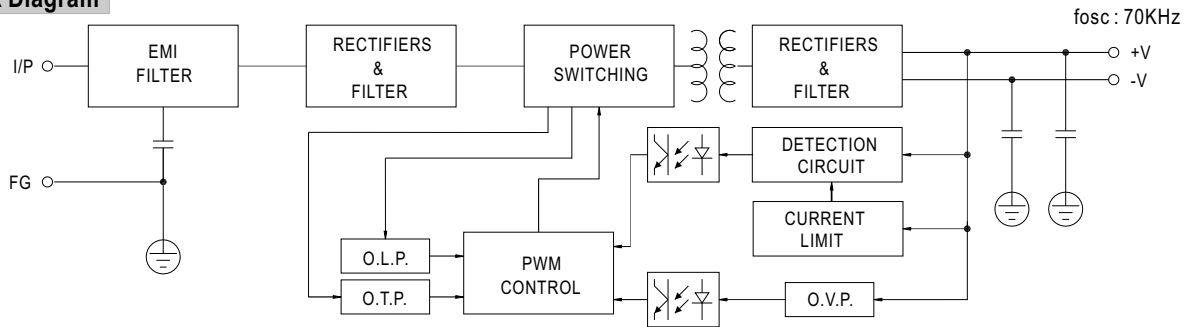 Diagram
fosc : 70KHz
I/P
EMI
FILTER
RECTIFIERS
&
FILTER
POWER
SWITCHING
RECTIFIERS
&
FILTER
+V
-V
DETECTION
CIRCUIT
FG
CURRENT
LIMIT
O.L.P.
PWM
CONTROL
O.T.P.
O.V.P.